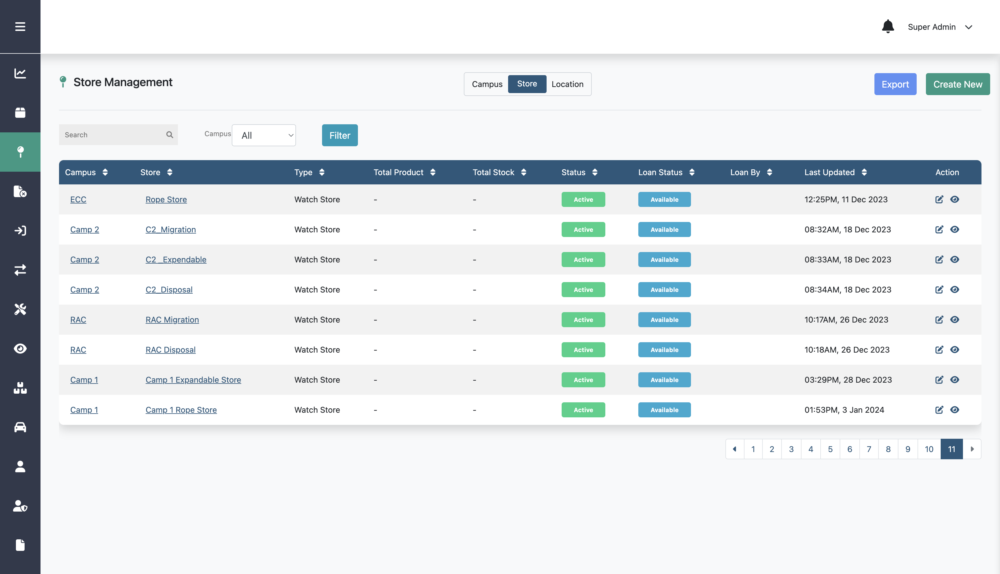 Super Admin
Store Management
Campus Store Location
Export Create New
Search Campus All Filter
Campus Store Type Total Product Total Stock Status Loan Status Loan By Last Updated Action
ECC Rope Store Watch Store - - Active Available 12:25PM, 11 Dec 2023
Camp 2 C2_Migration Watch Store - - Active Available 08:32AM, 18 Dec 2023
Camp 2 C2 _Expendable Watch Store - - Active Available 08:33AM, 18 Dec 2023
Camp 2 C2_Disposal Watch Store - - Active Available 08:34AM, 18 Dec 2023
RAC RAC Migration Watch Store - - Active Available 10:17AM, 26 Dec 2023
RAC RAC Disposal Watch Store - - Active Available 10:18AM, 26 Dec 2023
Camp 1 Camp 1 Expandable Store Watch Store - - Active Available 03:29PM, 28 Dec 2023
Camp 1 Camp 1 Rope Store Watch Store - - Active Available 01:53PM, 3 Jan 2024
1 2 3 4 5 6 7 8 9 10 11